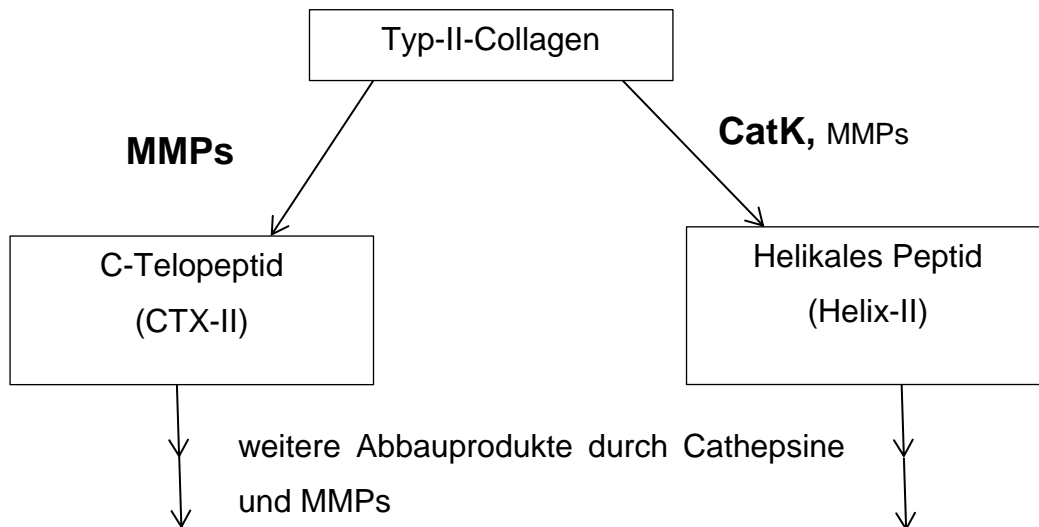 Typ-II-Collagen
MMPs
CatK, MMPs
C-Telopeptid
(CTX-II)
Helikales Peptid
(Helix-II)
weitere Abbauprodukte durch Cathepsine
und MMPs